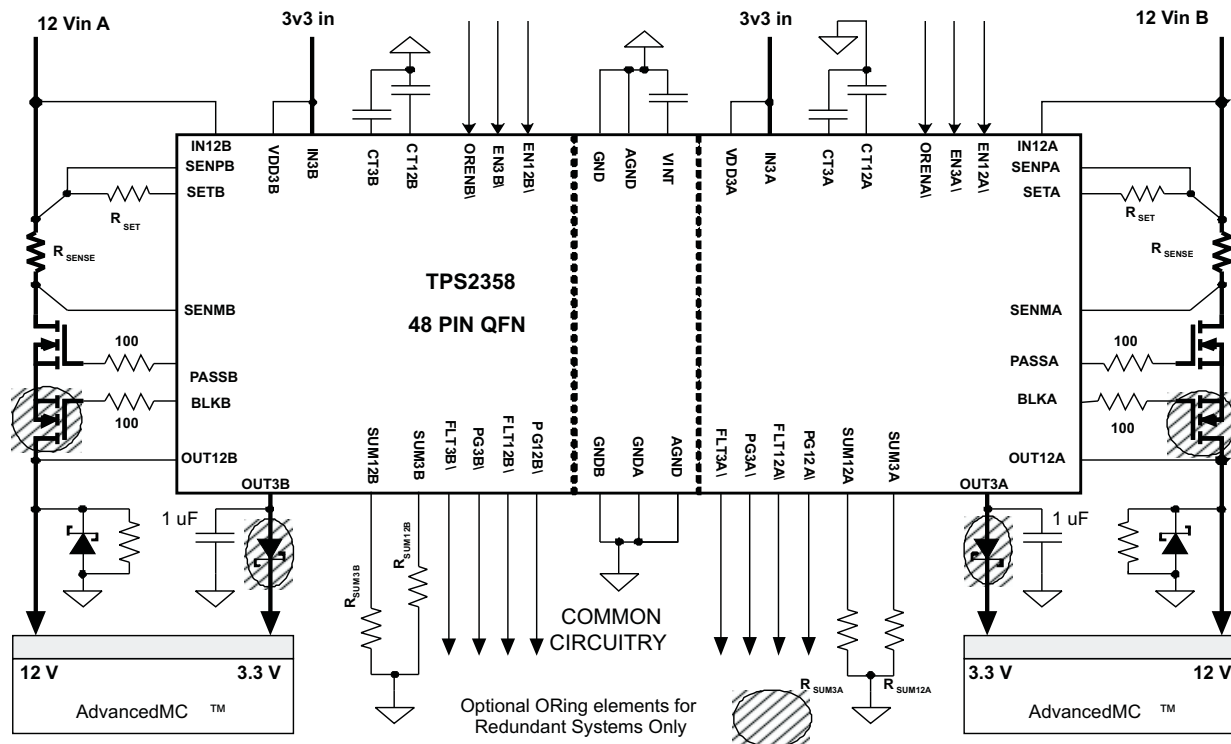 12 Vin A
3v3 in
3v3 in
12 Vin B
IN12B
VDD3B
IN3B
CT3B
CT12B
ORENB\
EN3B\
EN12B\
GND
AGND
VINT
VDD3A
IN3A
CT3A
CT12A
ORENA\
EN3A\
EN12A\
IN12A
SENPB
SETB
R SET
R SENSE
SENMB
100
PASSB
BLKB
100
OUT12B
TPS2358
48 PIN QFN
SENPA
SETA
R SET
R SENSE
SENMA
100
PASSA
BLKA
100
OUT12A
OUT3B
SUM12B
SUM3B
FLT3B\
PG3B\
FLT12B\
PG12B\
GNDB
GNDA
AGND
FLT3A\
PG3A\
FLT12A\
PG12A\
SUM12A
SUM3A
OUT3A
1 uF
R SUM3B
R SUM12B
1 uF
COMMON
CIRCUITRY
R SUM3A
R SUM12A
12 V
3.3 V
AdvancedMC ™
Optional ORing elements for
Redundant Systems Only
3.3 V
12 V
AdvancedMC ™